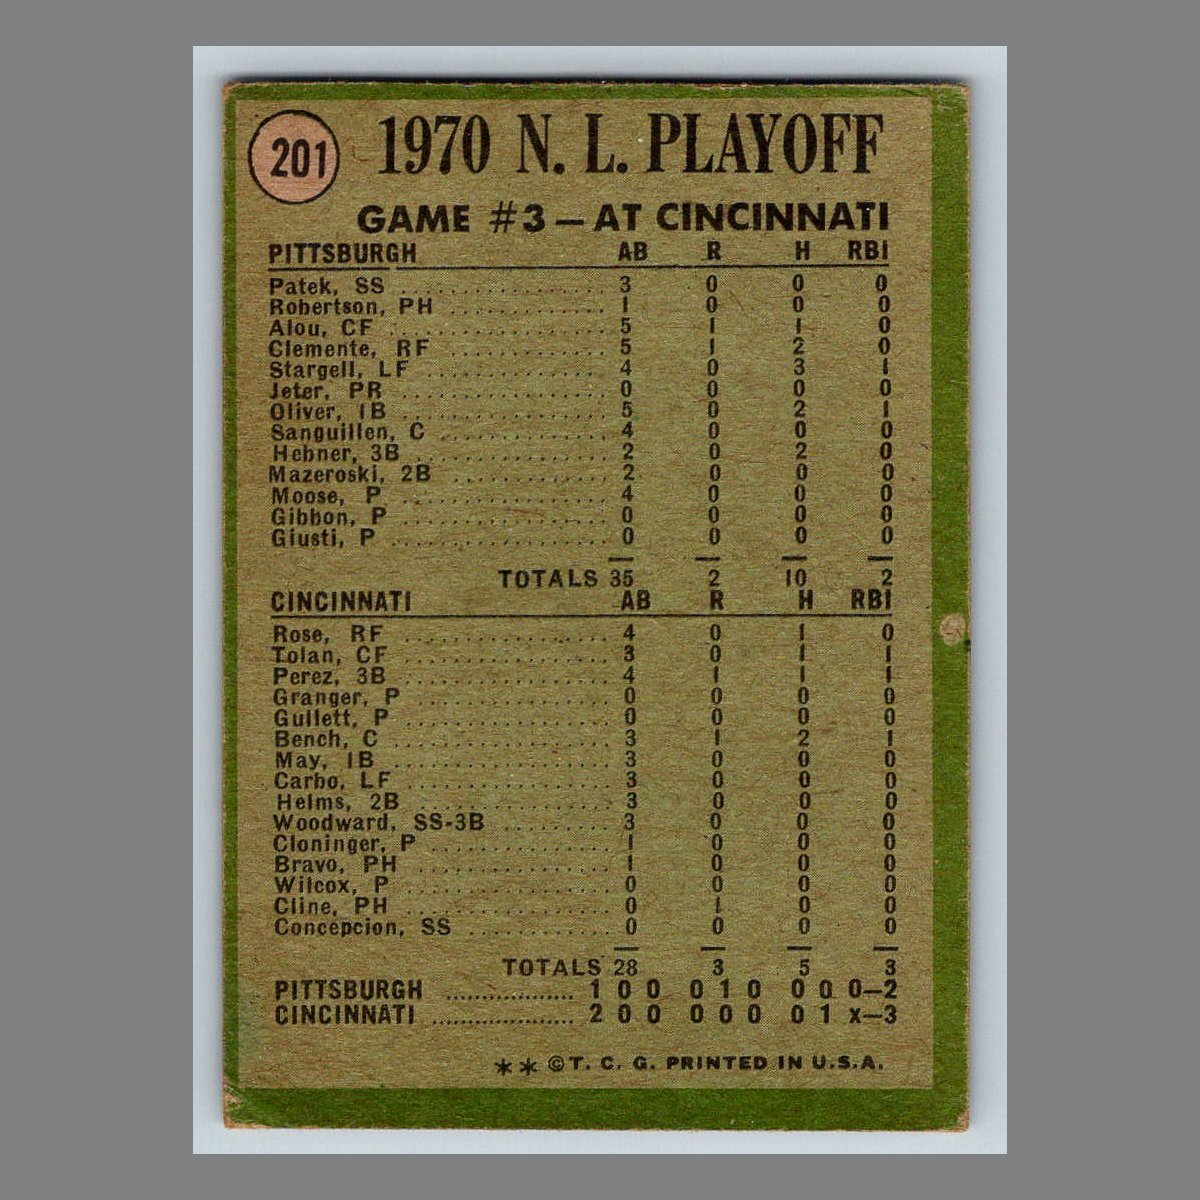 201
1970 N. L. PLAYOFF
GAME #3 – AT CINCINNATI
PITTSBURGH AB R H RBI
Patek, SS .................. 3 0 0 0
Robertson, PH ............. 1 0 0 0
Alou, CF .................. 5 1 1 0
Clemente, RF ............. 5 1 2 0
Stargell, LF .............. 4 0 3 1
Jeter, PR ................. 0 0 0 0
Oliver, 1B ................. 5 0 2 1
Sanguillen, C .............. 4 0 0 0
Hebner, 3B ................ 2 0 2 0
Mazeroski, 2B ............. 2 0 0 0
Moose, P .................. 4 0 0 0
Gibbon, P ................. 0 0 0 0
Giusti, P .................. 0 0 0 0
TOTALS 35 2 10 2
CINCINNATI AB R H RBI
Rose, RF .................. 4 0 1 0
Tolan, CF ................. 3 0 1 1
Perez, 3B ................. 4 1 1 1
Granger, P ................ 0 0 0 0
Gullett, P ................. 0 0 0 0
Bench, C .................. 3 1 2 1
May, 1B ................... 3 0 0 0
Carbo, LF ................. 3 0 0 0
Helms, 2B ................. 3 0 0 0
Woodward, SS-3B .......... 3 0 0 0
Cloninger, P ............... 1 0 0 0
Bravo, PH ................. 1 0 0 0
Wilcox, P ................. 0 0 0 0
Cline, PH ................. 0 1 0 0
Concepcion, SS ............ 0 0 0 0
TOTALS 28 3 5 3
PITTSBURGH .................. 1 0 0 0 1 0 0 0 0–2
CINCINNATI .................... 2 0 0 0 0 0 0 1 x–3
** ©T. C. G. PRINTED IN U.S.A.